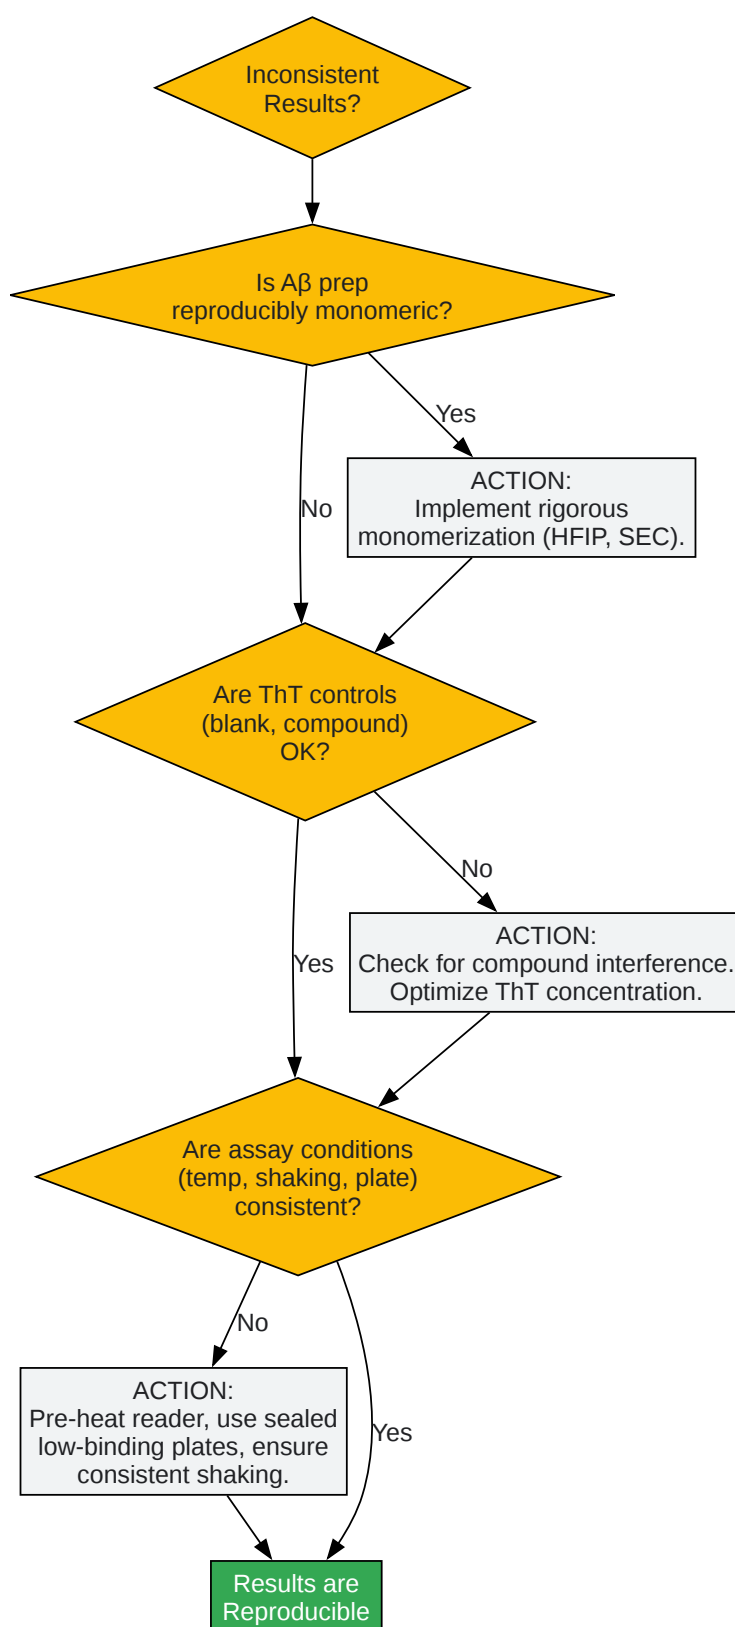 Inconsistent
Results?
Is Aβ prep
reproducibly monomeric?
Yes
No
ACTION:
Implement rigorous
monomerization (HFIP, SEC).
Are ThT controls
(blank, compound)
OK?
No
Yes
ACTION:
Check for compound interference.
Optimize ThT concentration.
Are assay conditions
(temp, shaking, plate)
consistent?
No
Yes
ACTION:
Pre-heat reader, use sealed
low-binding plates, ensure
consistent shaking.
Results are
Reproducible